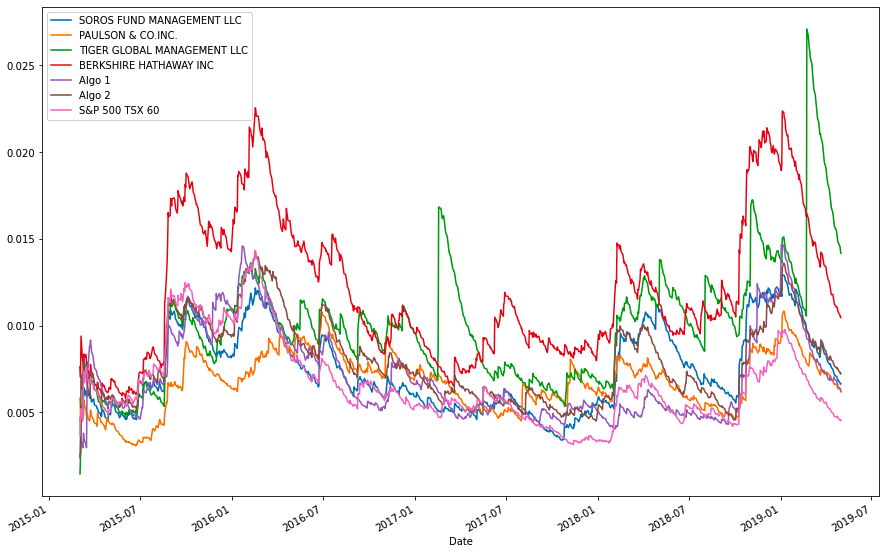 SOROS FUND MANAGEMENT LLC
PAULSON & CO.INC.
TIGER GLOBAL MANAGEMENT LLC
BERKSHIRE HATHAWAY INC
Algo 1
Algo 2
S&P 500 TSX 60
0.025
0.020
0.015
0.010
0.005
2015-01
2015-07
2016-01
2016-07
2017-01
2017-07
2018-01
2018-07
2019-01
2019-07
Date